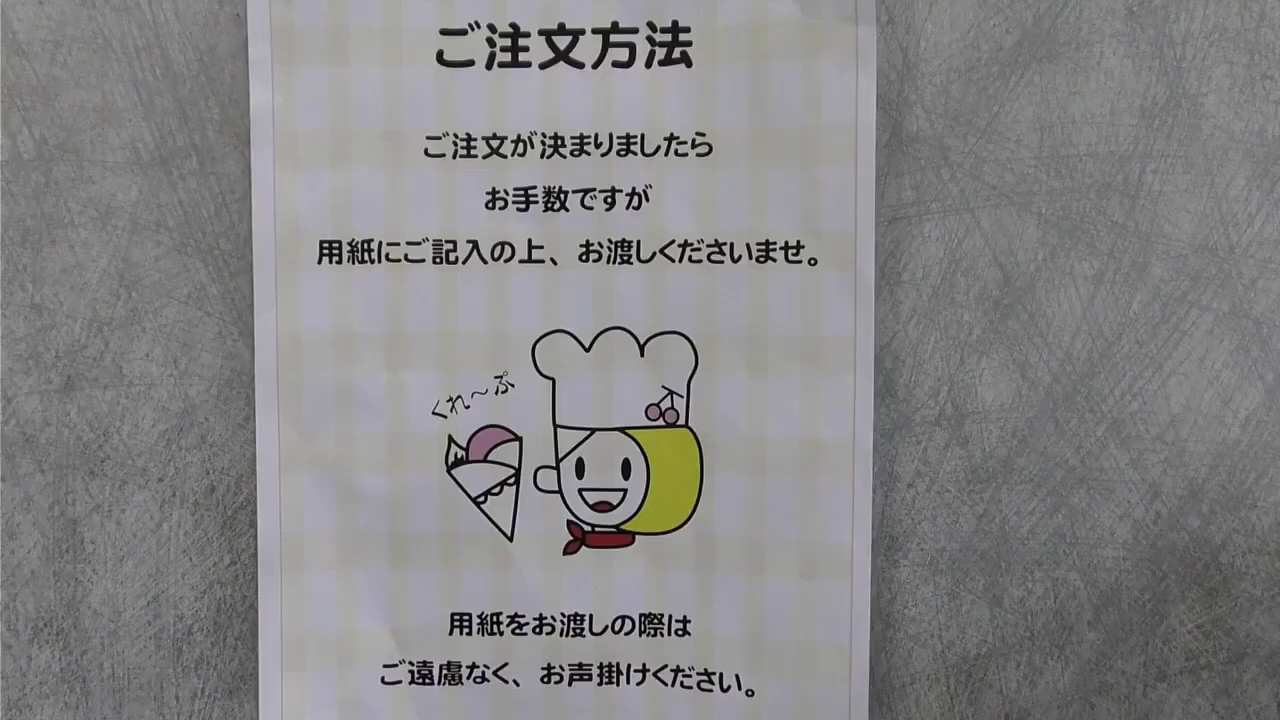 ご注文方法
ご注文が決まりましたら
お手数ですが
用紙にご記入の上、お渡しくださいませ。
くれ〜ぷ
用紙をお渡しの際は
ご遠慮なく、お声掛けください。